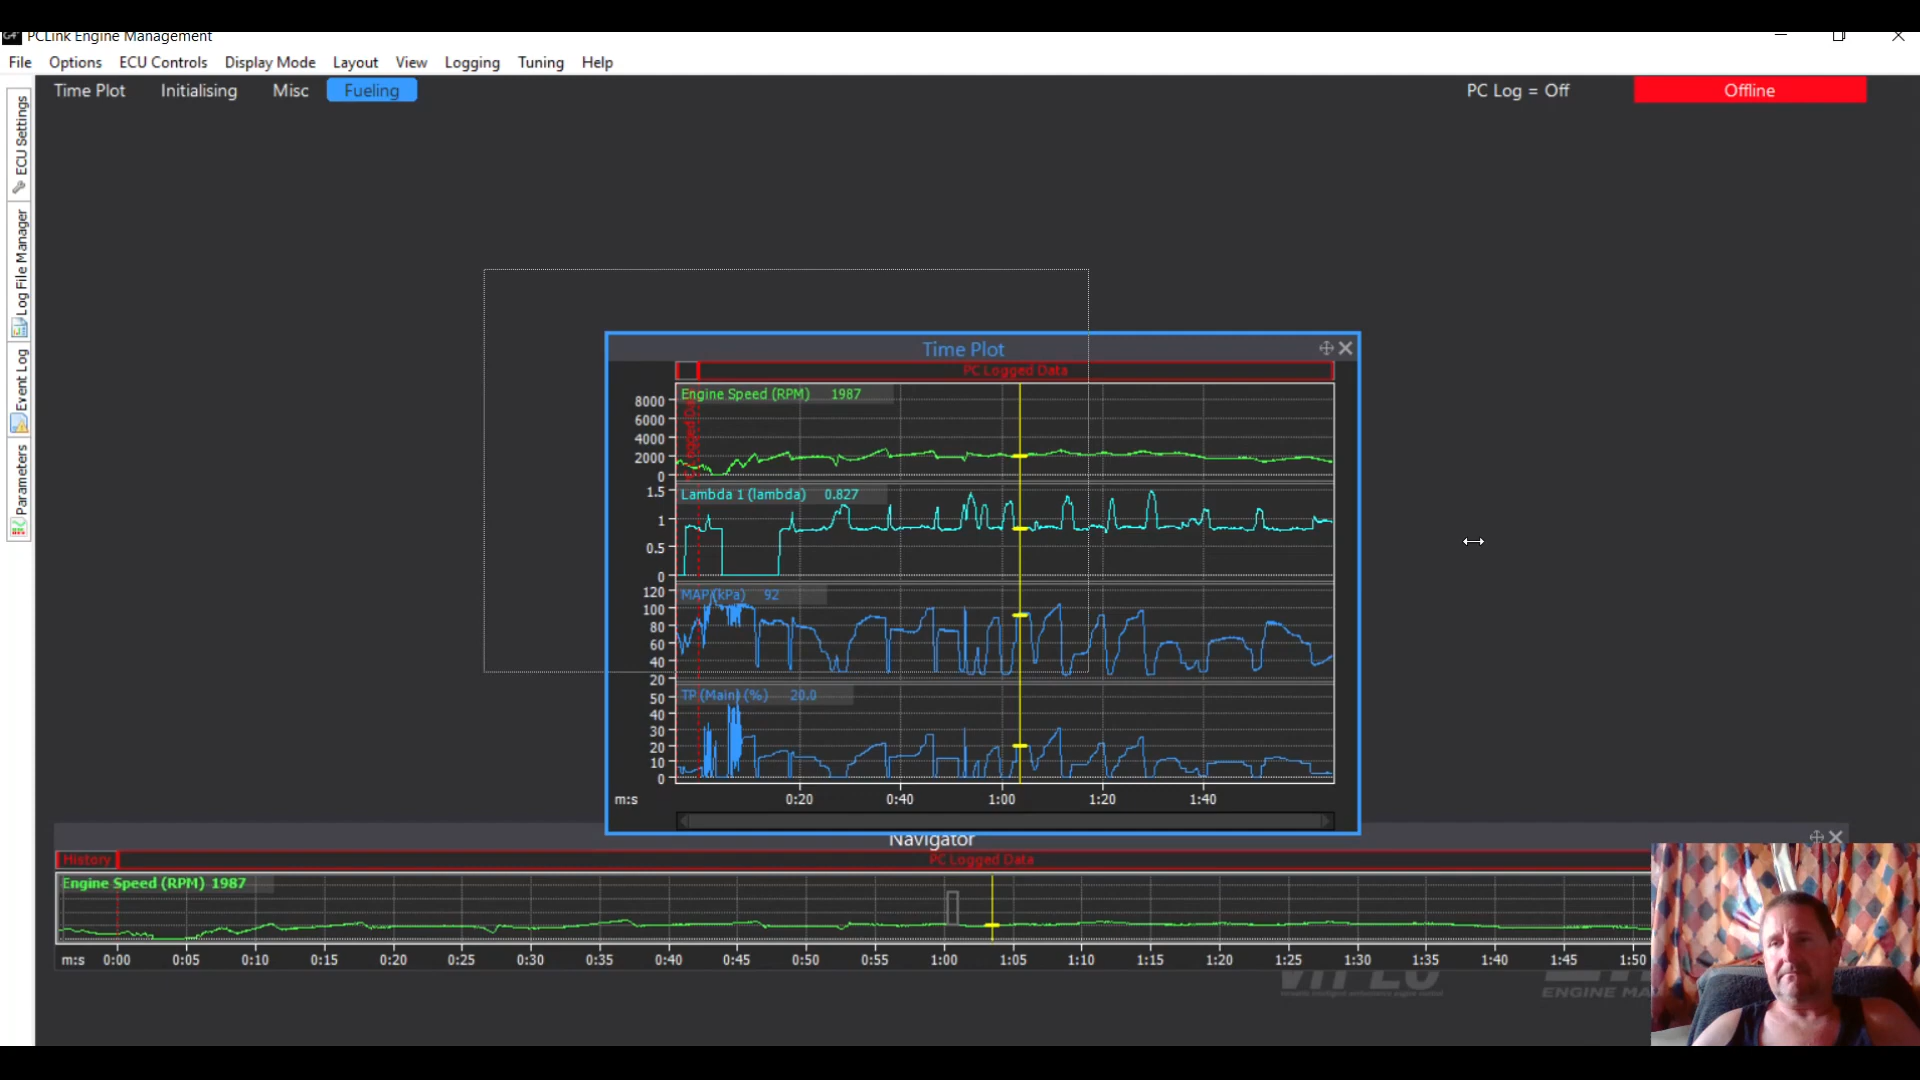 PCLink Engine Management
File Options ECU Controls Display Mode Layout View Logging Tuning Help
Time Plot Initialising Misc Fueling PC Log = Off Offline
ECU Settings
Log File Manager
Event Log
Parameters
Time Plot
PC Logged Data
Engine Speed (RPM) 1987
8000
6000
4000
2000
0
Lambda 1 (lambda) 0.827
1.5
1
0.5
0
MAP (kPa) 92
120
100
80
60
40
20
TP (Main) (%) 20.0
50
40
30
20
10
0
m:s 0:20 0:40 1:00 1:20 1:40
Navigator
History PC Logged Data
Engine Speed (RPM) 1987
m:s 0:00 0:05 0:10 0:15 0:20 0:25 0:30 0:35 0:40 0:45 0:50 0:55 1:00 1:05 1:10 1:15 1:20 1:25 1:30 1:35 1:40 1:45 1:50
ENGINE